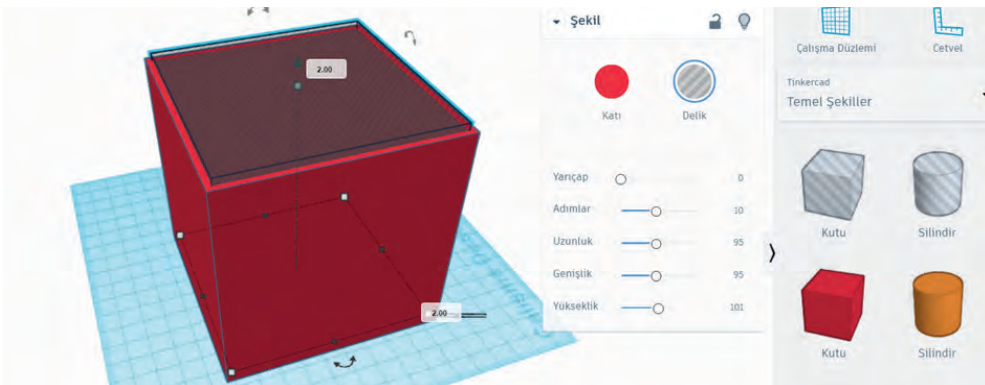 2.00
2.00
Şekil
Katı
Delik
Yarıçap 0
Adımlar 10
Uzunluk 95
Genişlik 95
Yükseklik 101
Çalışma Düzlemi
Cetvel
Tinkercad
Temel Şekiller
Kutu
Silindir
Kutu
Silindir